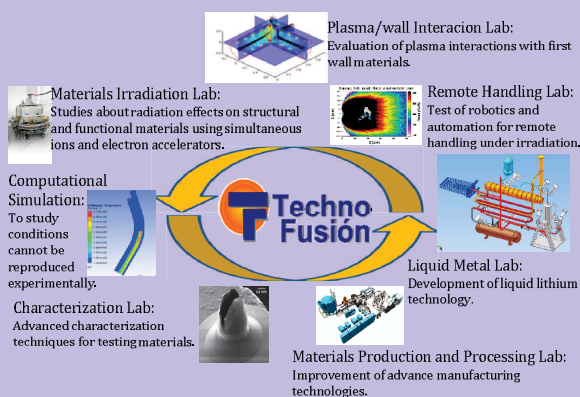 Plasma/wall Interacion Lab:
Evaluation of plasma interactions with first
wall materials.
Materials Irradiation Lab:
Studies about radiation effects on structural
and functional materials using simultaneous
ions and electron accelerators.
Remote Handling Lab:
Test of robotics and
automation for remote
handling under irradiation.
Computational
Simulation:
To study
conditions
cannot be
reproduced
experimentally.
Techno
Fusión
Liquid Metal Lab:
Development of liquid lithium
technology.
Characterization Lab:
Advanced characterization
techniques for testing materials.
Materials Production and Processing Lab:
Improvement of advance manufacturing
technologies.